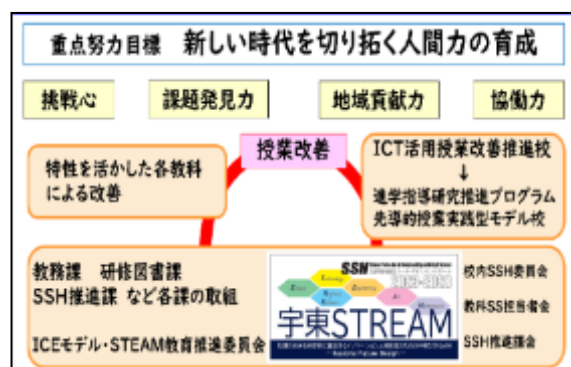 重点努力目標 新しい時代を切り拓く人間力の育成
挑戦心 課題発見力 地域貢献力 協働力
授業改善
特性を活かした各教科
による改善
ICT活用授業改善推進校
↓
進学指導研究推進プログラム
先導的授業実践型モデル校
教務課 研修図書課
SSH推進課 など各課の取組
ICEモデル・STEAM教育推進委員会
SSH
宇東STREAM
校内SSH委員会
教科SS担当者会
SSH推進議会